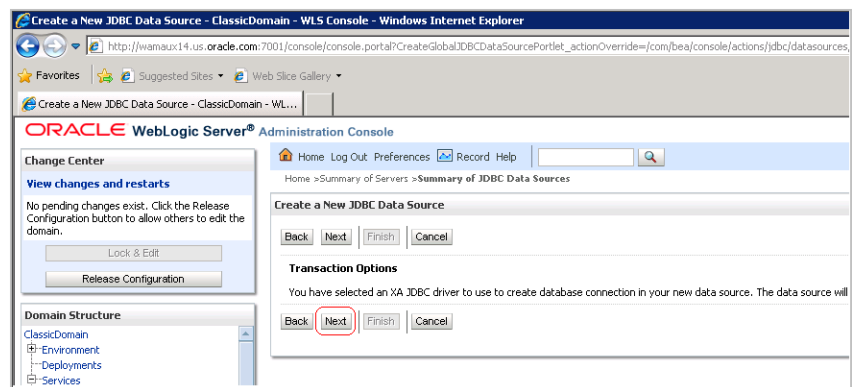 Create a New JDBC Data Source - ClassicDomain - WLS Console - Windows Internet Explorer
http://wamaux14.us.oracle.com:7001/console/console.portal?CreateGlobalJDBCDataSourcePortlet_actionOverride=/com/bea/console/actions/jdbc/datasources,
Favorites Suggested Sites Web Slice Gallery
Create a New JDBC Data Source - ClassicDomain - WL...
ORACLE WebLogic Server® Administration Console
Change Center
View changes and restarts
No pending changes exist. Click the Release
Configuration button to allow others to edit the
domain.
Lock & Edit
Release Configuration
Domain Structure
ClassicDomain
Environment
Deployments
Services
Home Log Out Preferences Record Help
Home >Summary of Servers >Summary of JDBC Data Sources
Create a New JDBC Data Source
Back Next Finish Cancel
Transaction Options
You have selected an XA JDBC driver to use to create database connection in your new data source. The data source will
Back Next Finish Cancel